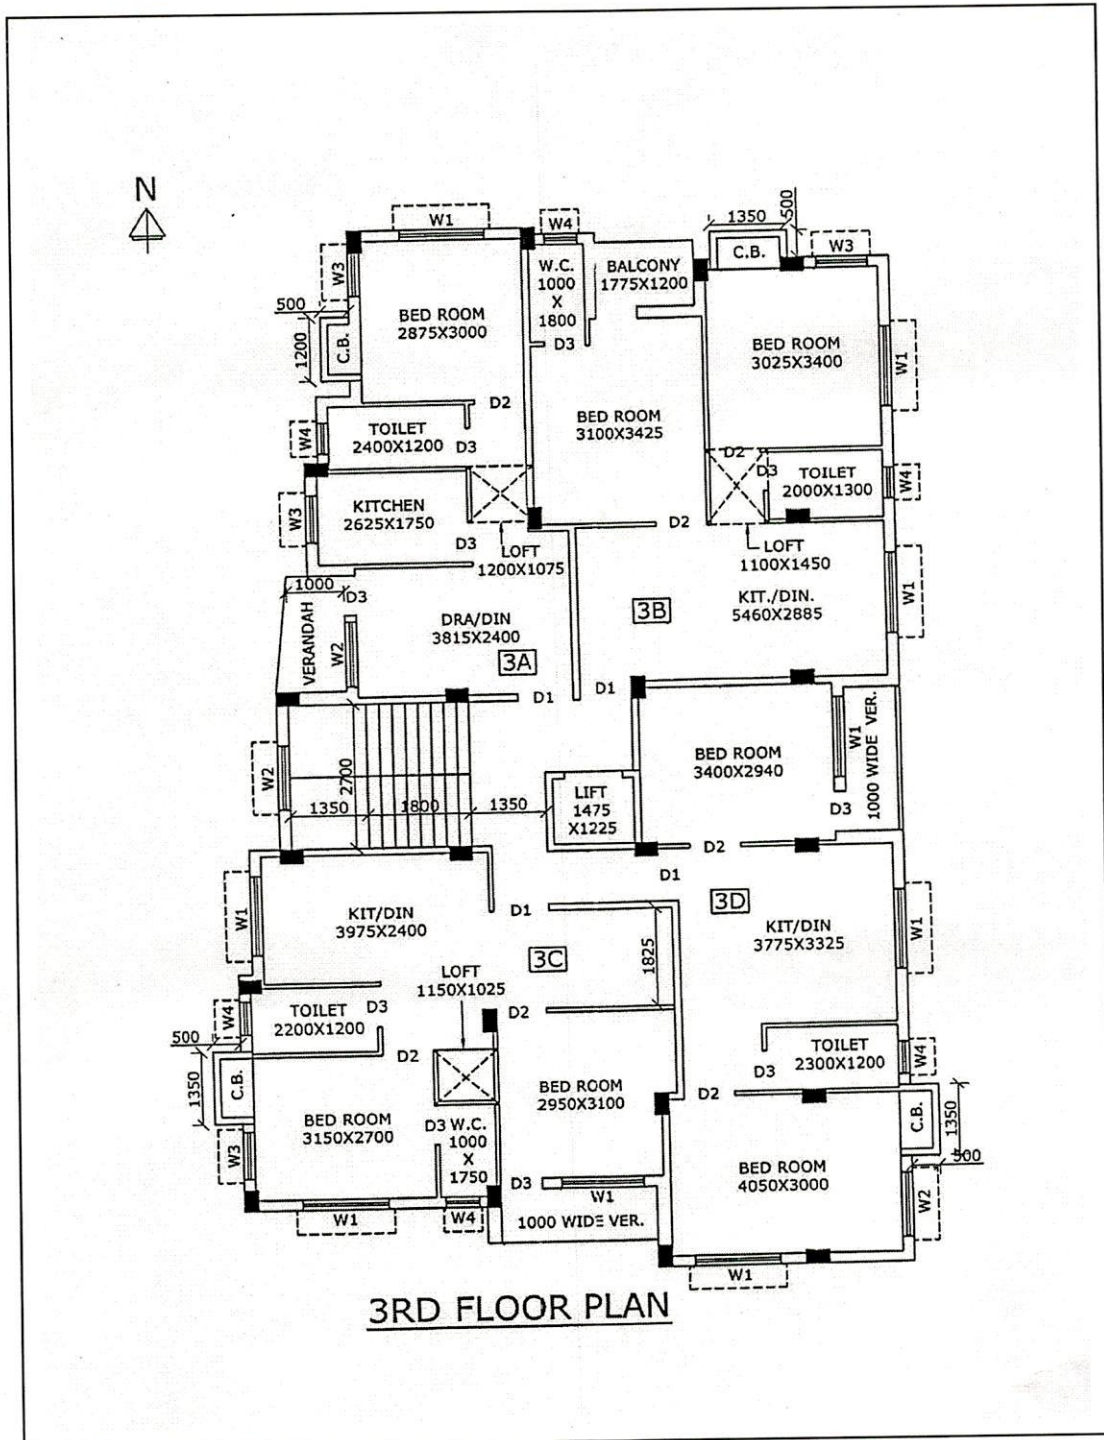 N
W1
W4
1350
500
C.B.
W3
W3
W.C.
1000
X
1800
BALCONY
1775X1200
500
BED ROOM
2875X3000
BED ROOM
3025X3400
W1
1200
C.B.
D3
D2
BED ROOM
3100X3425
W4
TOILET
2400X1200
D3
D2
D3
TOILET
2000X1300
W4
W3
KITCHEN
2625X1750
D3
D2
LOFT
1200X1075
LOFT
1100X1450
1000
D3
VERANDAH
W2
DRA/DIN
3815X2400
3A
3B
KIT./DIN.
5460X2885
W1
D1
D1
W2
2700
1350
1800
1350
LIFT
1475
X1225
BED ROOM
3400X2940
W1
1000 WIDE VER.
D3
D2
D1
W1
KIT/DIN
3975X2400
D1
3D
KIT/DIN
3775X3325
W1
3C
1825
LOFT
1150X1025
W4
TOILET
2200X1200
D3
D2
500
1350
C.B.
D2
TOILET
2300X1200
W4
D3
BED ROOM
2950X3100
D2
C.B.
1350
500
BED ROOM
3150X2700
W3
D3
W.C.
1000
X
1750
BED ROOM
4050X3000
W2
D3
W1
W1
W4
1000 WIDE VER.
W1
3RD FLOOR PLAN